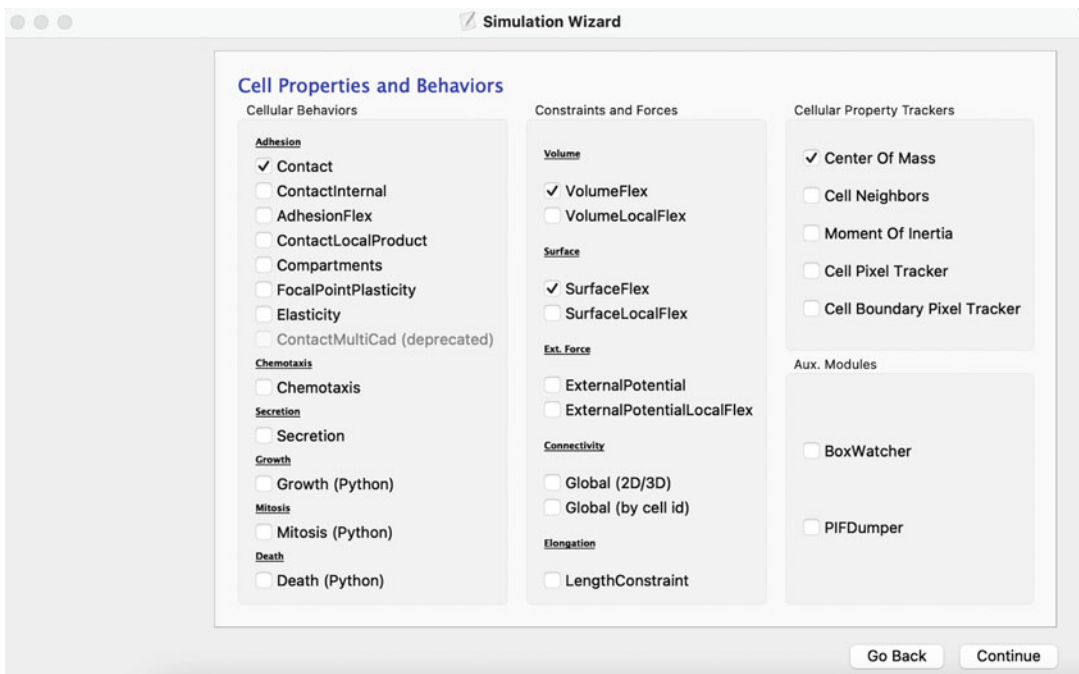 Simulation Wizard
Cell Properties and Behaviors
Cellular Behaviors
Adhesion
Contact
ContactInternal
AdhesionFlex
ContactLocalProduct
Compartments
FocalPointPlasticity
Elasticity
ContactMultiCad (deprecated)
Chemotaxis
Chemotaxis
Secretion
Secretion
Growth
Growth (Python)
Mitosis
Mitosis (Python)
Death
Death (Python)
Constraints and Forces
Volume
VolumeFlex
VolumeLocalFlex
Surface
SurfaceFlex
SurfaceLocalFlex
Ext. Force
ExternalPotential
ExternalPotentialLocalFlex
Connectivity
Global (2D/3D)
Global (by cell id)
Elongation
LengthConstraint
Cellular Property Trackers
Center Of Mass
Cell Neighbors
Moment Of Inertia
Cell Pixel Tracker
Cell Boundary Pixel Tracker
Aux. Modules
BoxWatcher
PIFDumper
Go Back
Continue